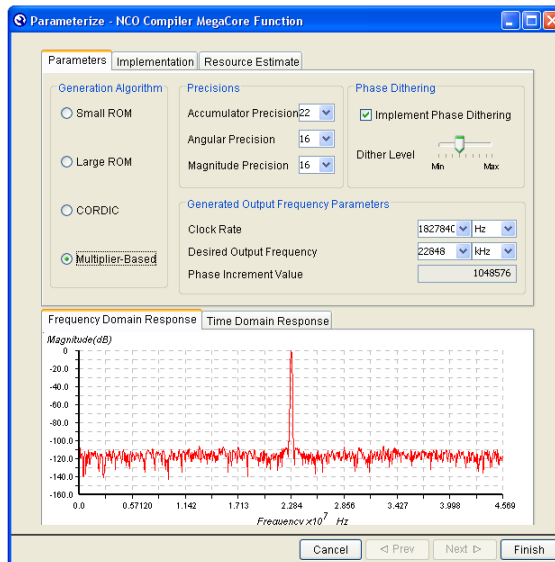 Parameterize - NCO Compiler MegaCore Function
Parameters Implementation Resource Estimate
Generation Algorithm
Small ROM
Large ROM
CORDIC
Multiplier-Based
Precisions
Accumulator Precision 22
Angular Precision 16
Magnitude Precision 16
Phase Dithering
Implement Phase Dithering
Dither Level
Min Max
Generated Output Frequency Parameters
Clock Rate Hz
Desired Output Frequency 22848 kHz
Phase Increment Value 1048576
Frequency Domain Response Time Domain Response
Magnitude(dB)
0
-20.0
-40.0
-60.0
-80.0
-100.0
-120.0
-140.0
-160.0
0.0 0.57120 1.142 1.713 2.284 2.856 3.427 3.998 4.569
Frequency x10^7 Hz
Cancel Prev Next Finish